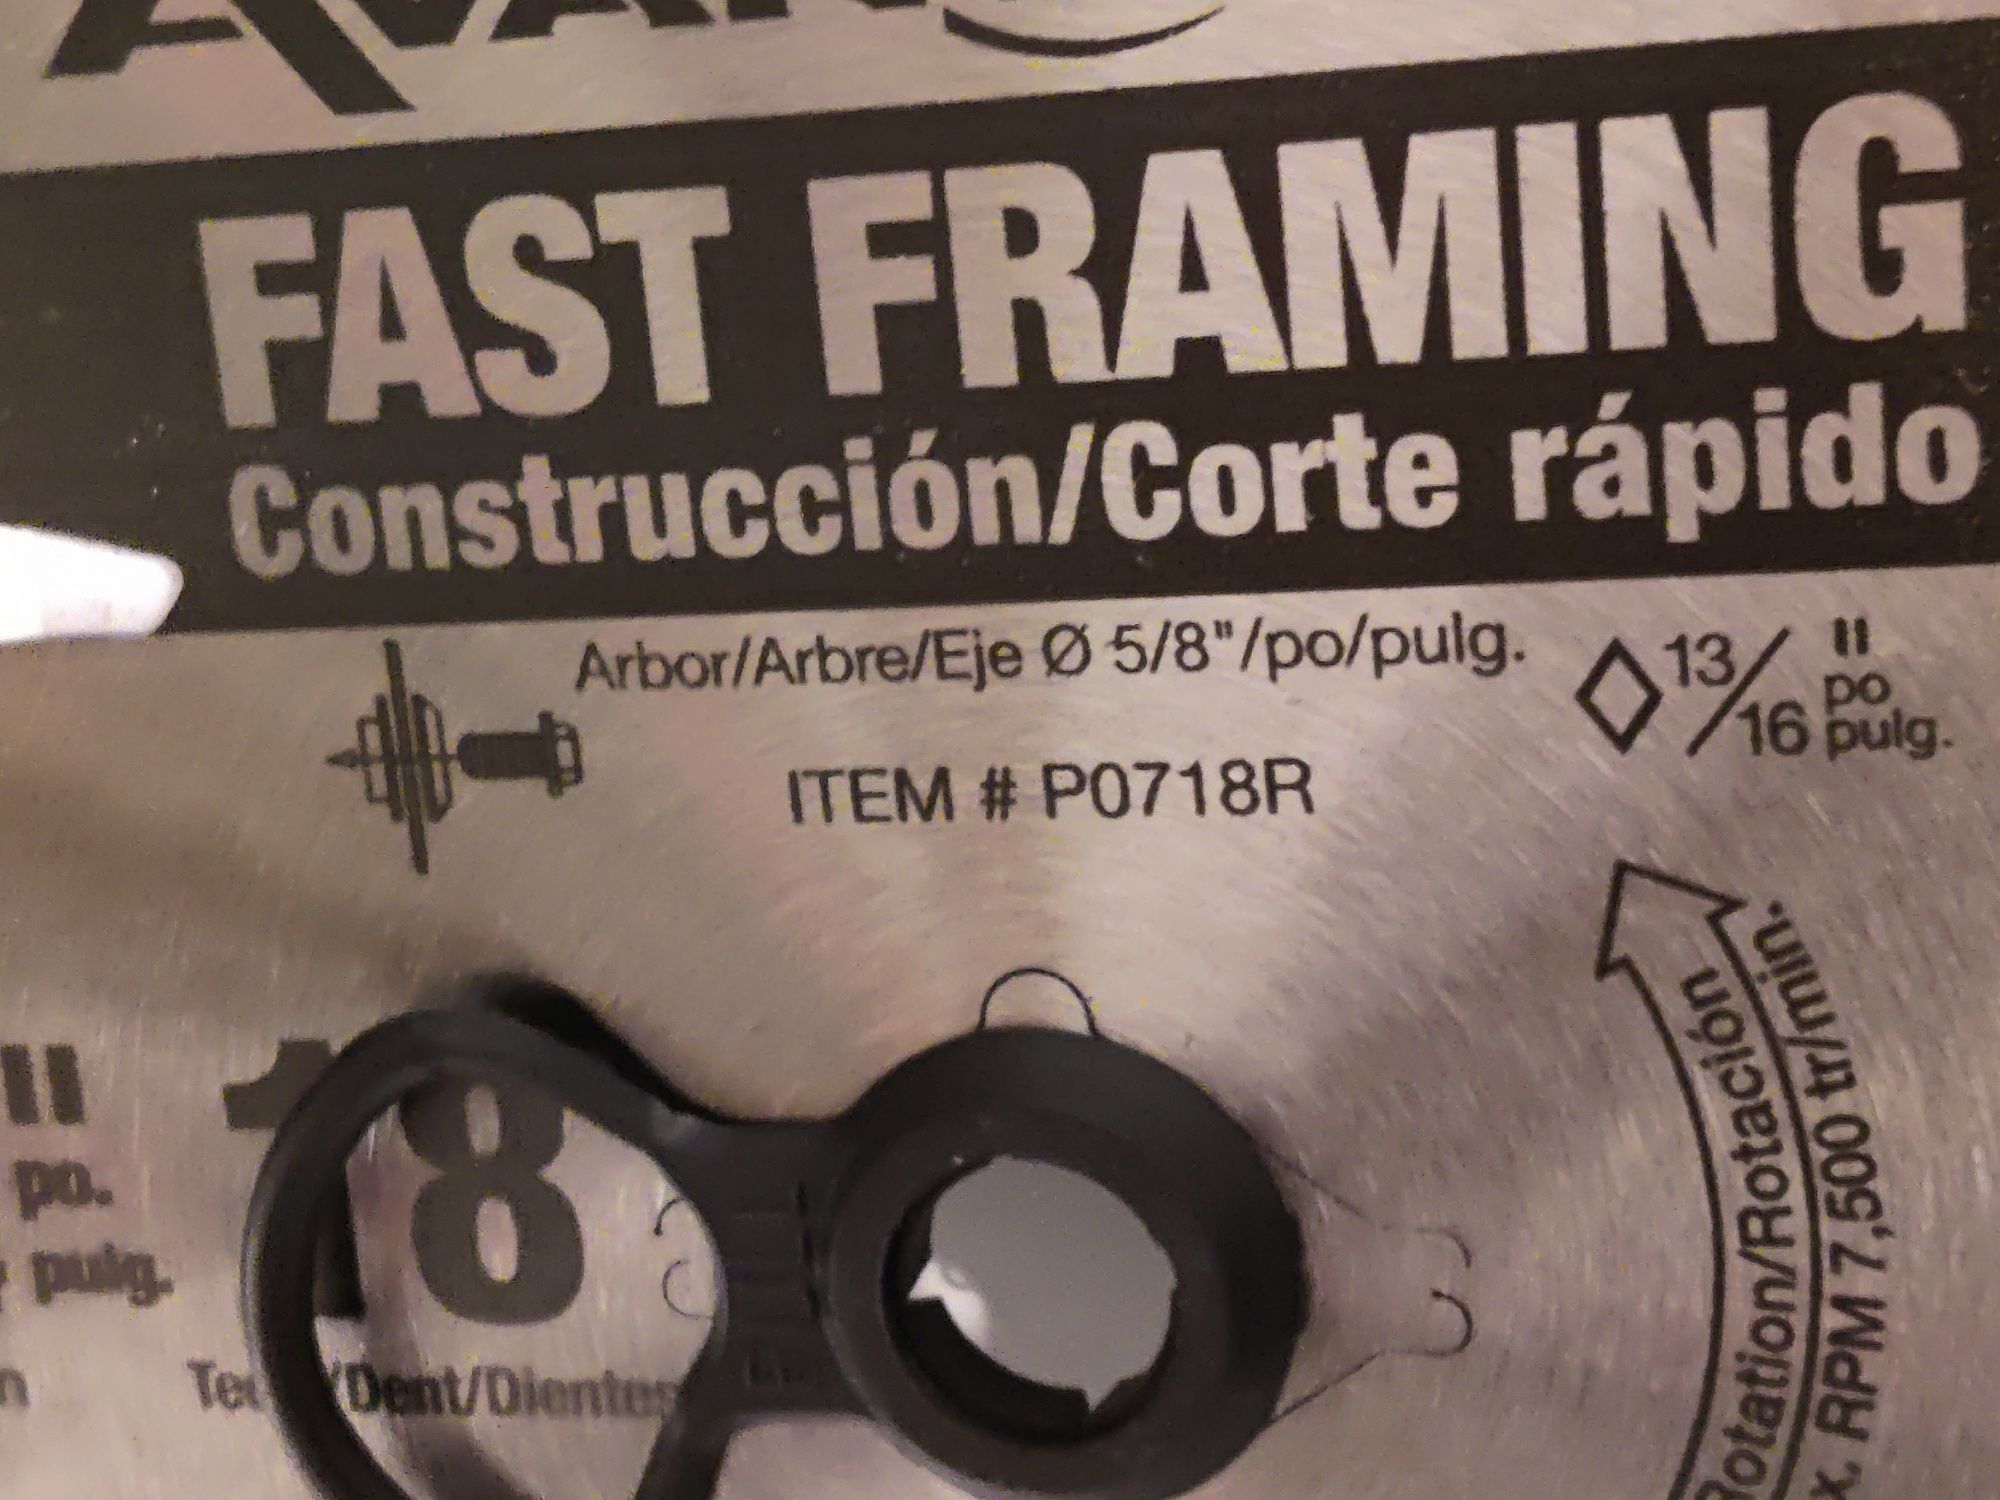 FAST FRAMING
Construcción/Corte rápido
Arbor/Arbre/Eje Ø 5/8"/po/pulg.
13/16 " po pulg.
ITEM # P0718R
" po. pulg.
18
/Dent/Dientes
Rotation/Rotación
RPM 7,500 tr/min.